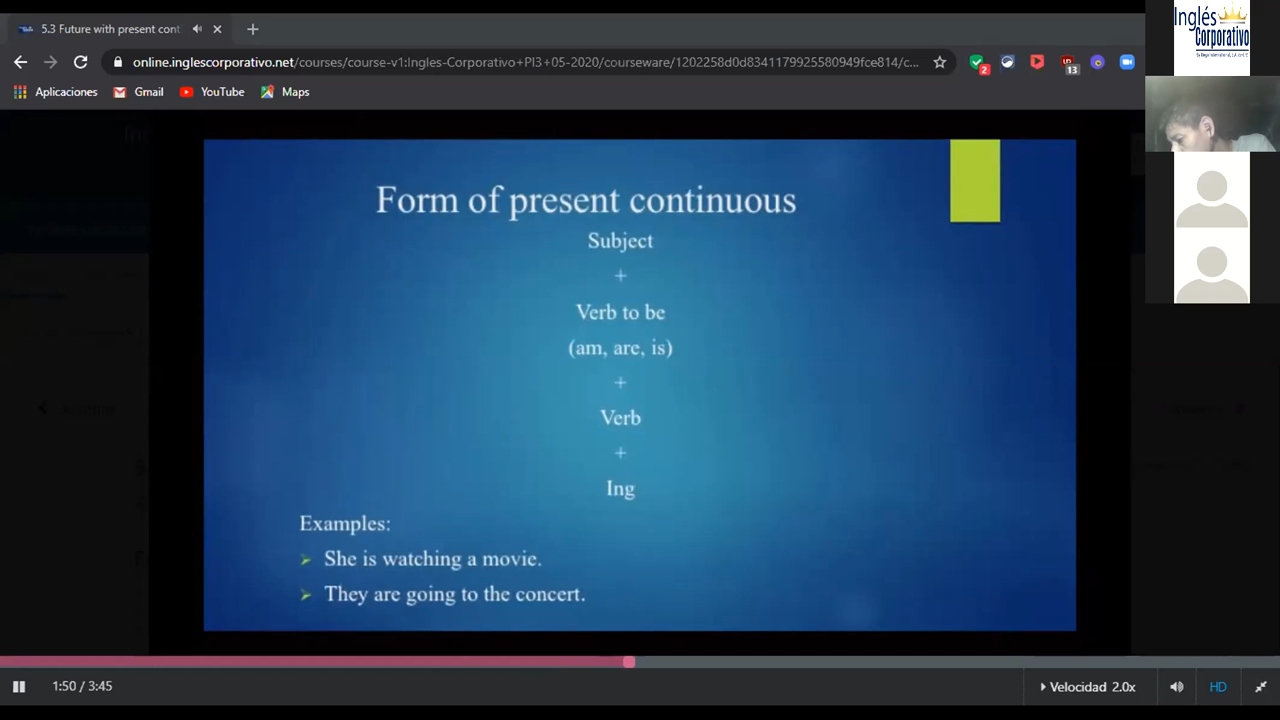 5.3 Future with present cont
online.inglescorporativo.net/courses/course-v1:Ingles-Corporativo+PI3+05-2020/courseware/1202258d0d8341179925580949fce814/c...
2
13
Aplicaciones
Gmail
YouTube
Maps
Inglés
Corporativo
Form of present continuous
Subject
+
Verb to be
(am, are, is)
+
Verb
+
Ing
Examples:
She is watching a movie.
They are going to the concert.
1:50 / 3:45
Velocidad 2.0x
HD